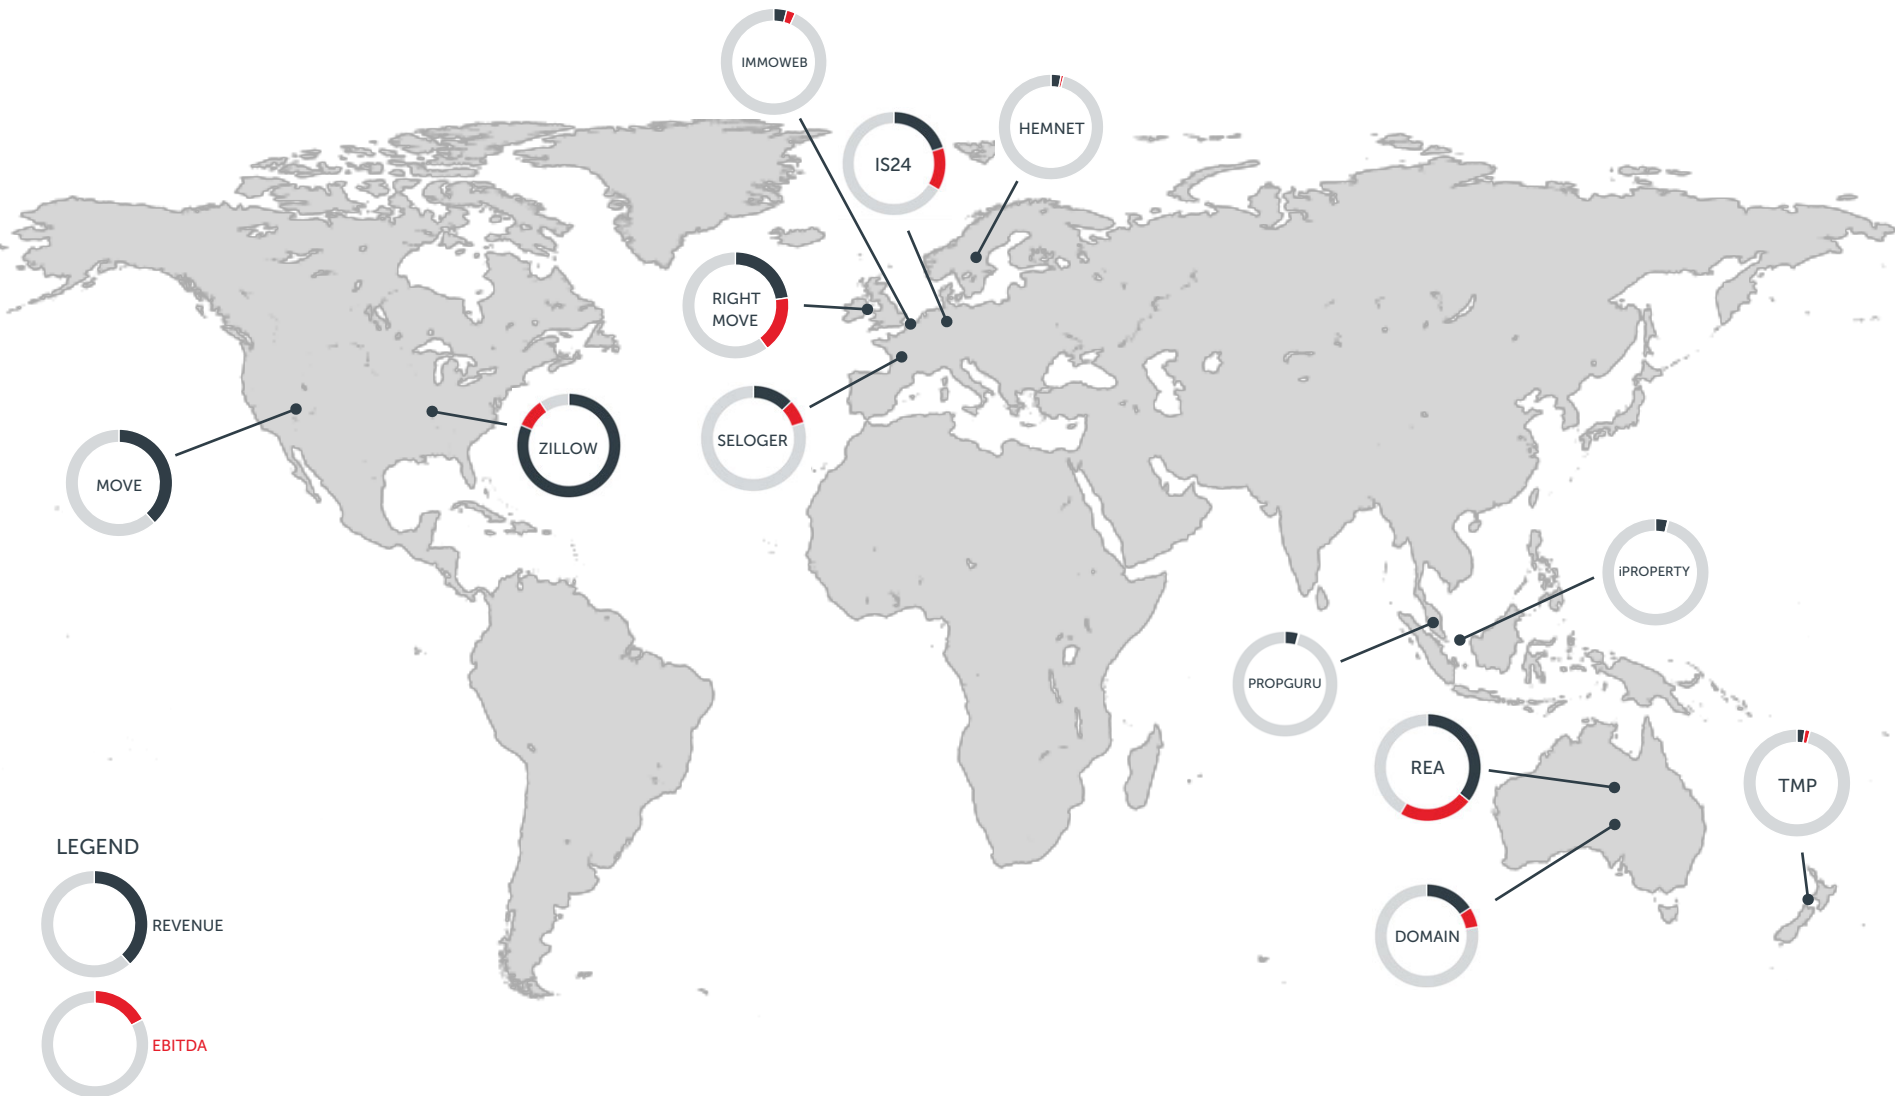 IMMOWEB
HEMNET
IS24
RIGHT
MOVE
SELOGER
ZILLOW
MOVE
iPROPERTY
PROPGURU
REA
TMP
DOMAIN
LEGEND
REVENUE
EBITDA